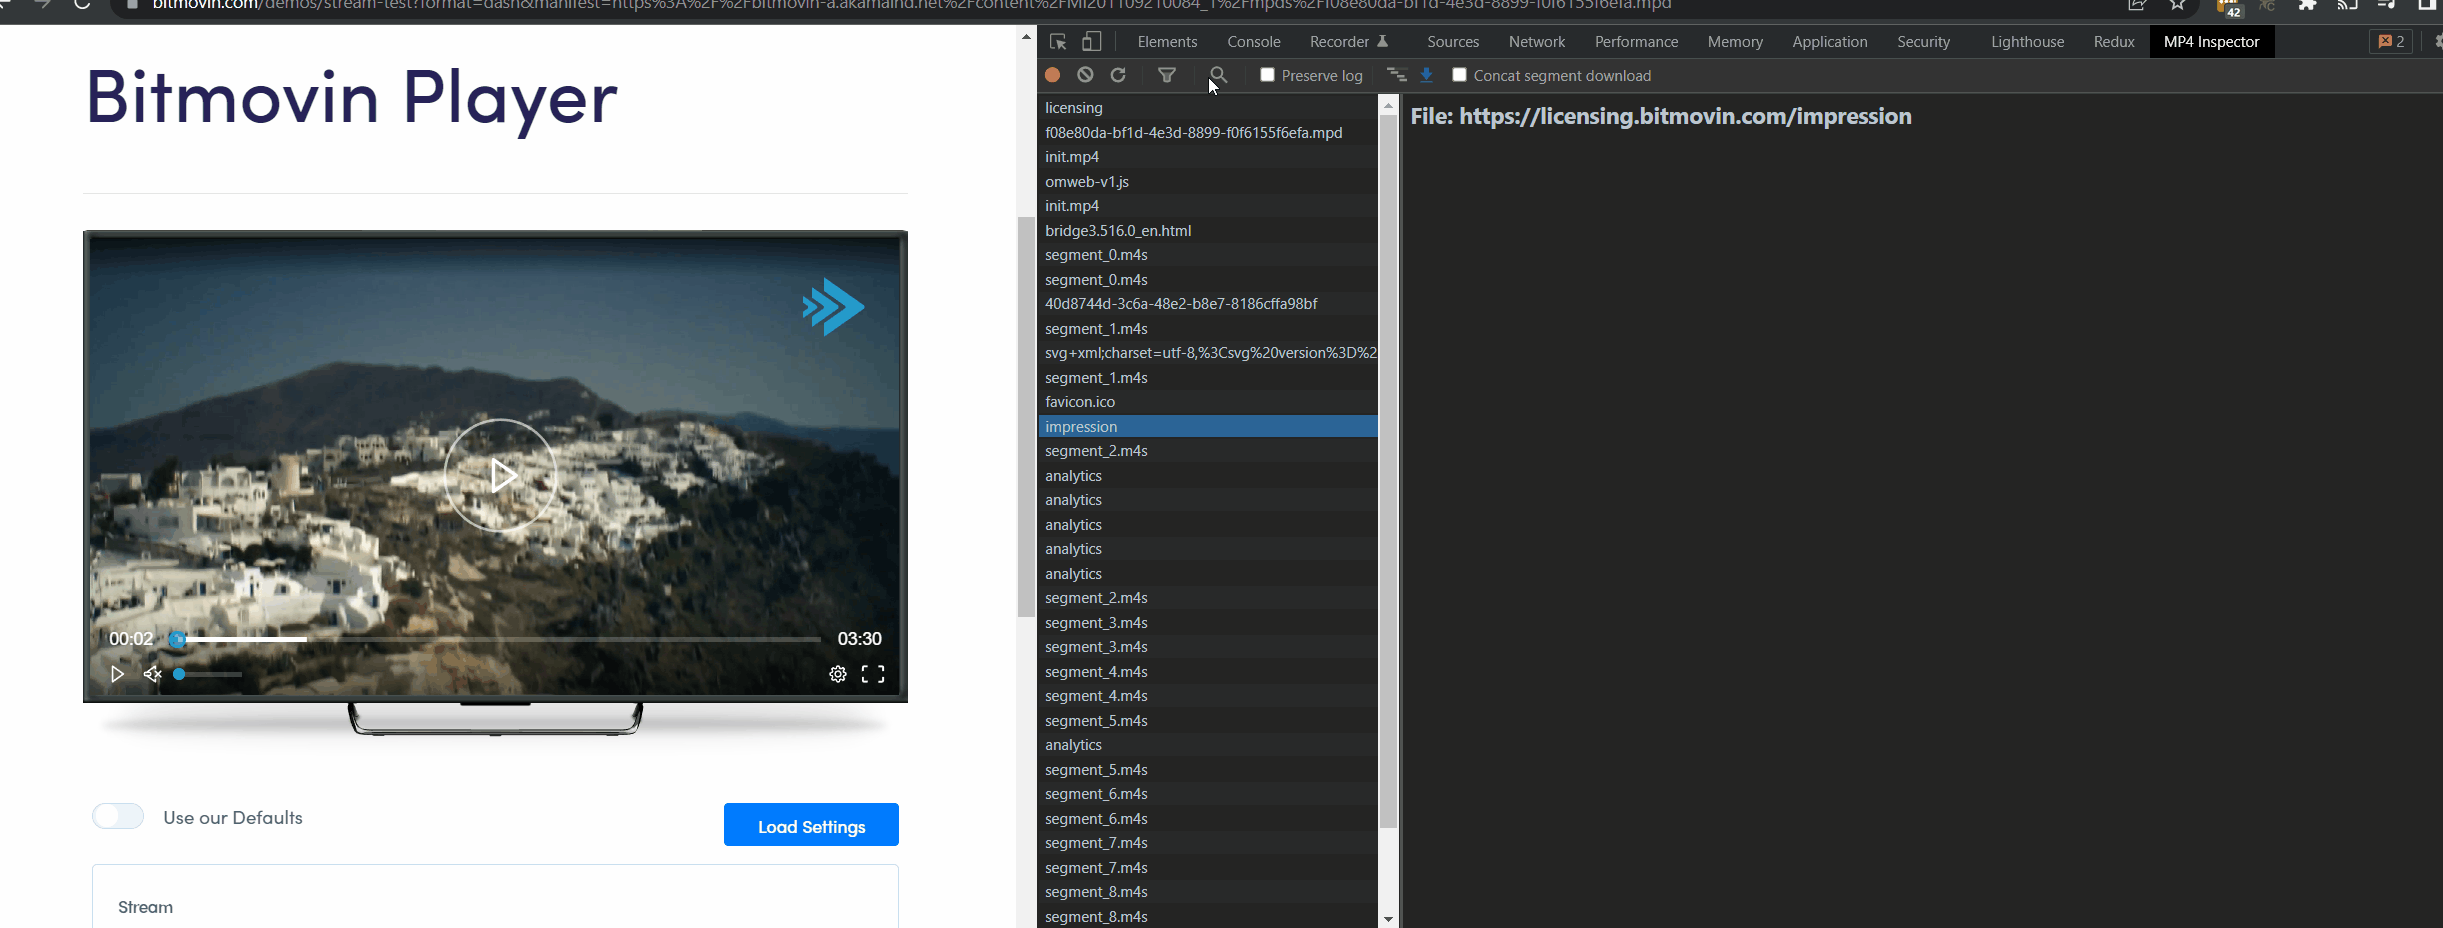 bitmovin.com/demos/stream-test?format=dash&manifest=https%3A%2F%2Fbitmovin-a.akamaihd.net%2Fcontent%2FMI201109210084_1%2Fmpds%2Ff08e80da-bf1d-4e3d-8899-f0f6155f6efa.mpd
42
Elements Console Recorder Sources Network Performance Memory Application Security Lighthouse Redux MP4 Inspector 2
Preserve log Concat segment download
Bitmovin Player
00:02 03:30
Use our Defaults
Load Settings
Stream
licensing
f08e80da-bf1d-4e3d-8899-f0f6155f6efa.mpd
init.mp4
omweb-v1.js
init.mp4
bridge3.516.0_en.html
segment_0.m4s
segment_0.m4s
40d8744d-3c6a-48e2-b8e7-8186cffa98bf
segment_1.m4s
svg+xml;charset=utf-8,%3Csvg%20version%3D%2
segment_1.m4s
favicon.ico
impression
segment_2.m4s
analytics
analytics
analytics
analytics
analytics
segment_2.m4s
segment_3.m4s
segment_3.m4s
segment_4.m4s
segment_4.m4s
segment_5.m4s
analytics
segment_5.m4s
segment_6.m4s
segment_6.m4s
segment_7.m4s
segment_7.m4s
segment_8.m4s
segment_8.m4s
File: https://licensing.bitmovin.com/impression